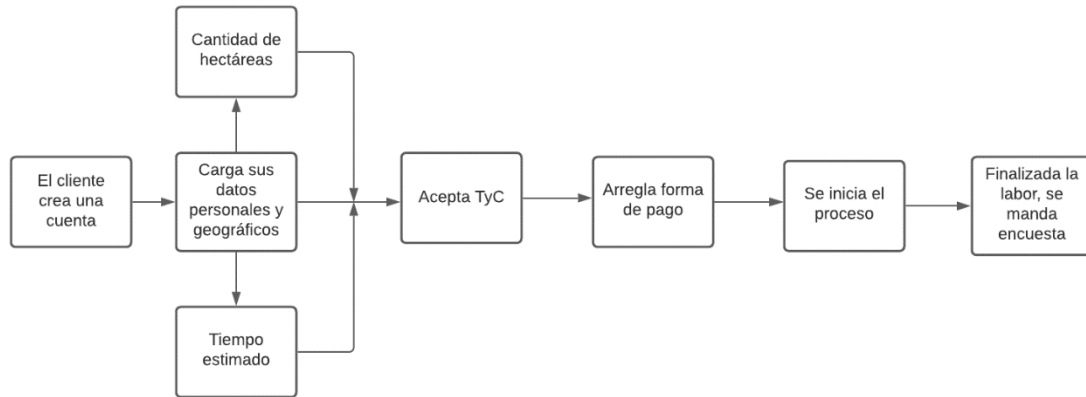 Cantidad de
hectáreas
El cliente
crea una
cuenta
Carga sus
datos
personales y
geográficos
Tiempo
estimado
Acepta TyC
Arregla forma
de pago
Se inicia el
proceso
Finalizada la
labor, se
manda
encuesta